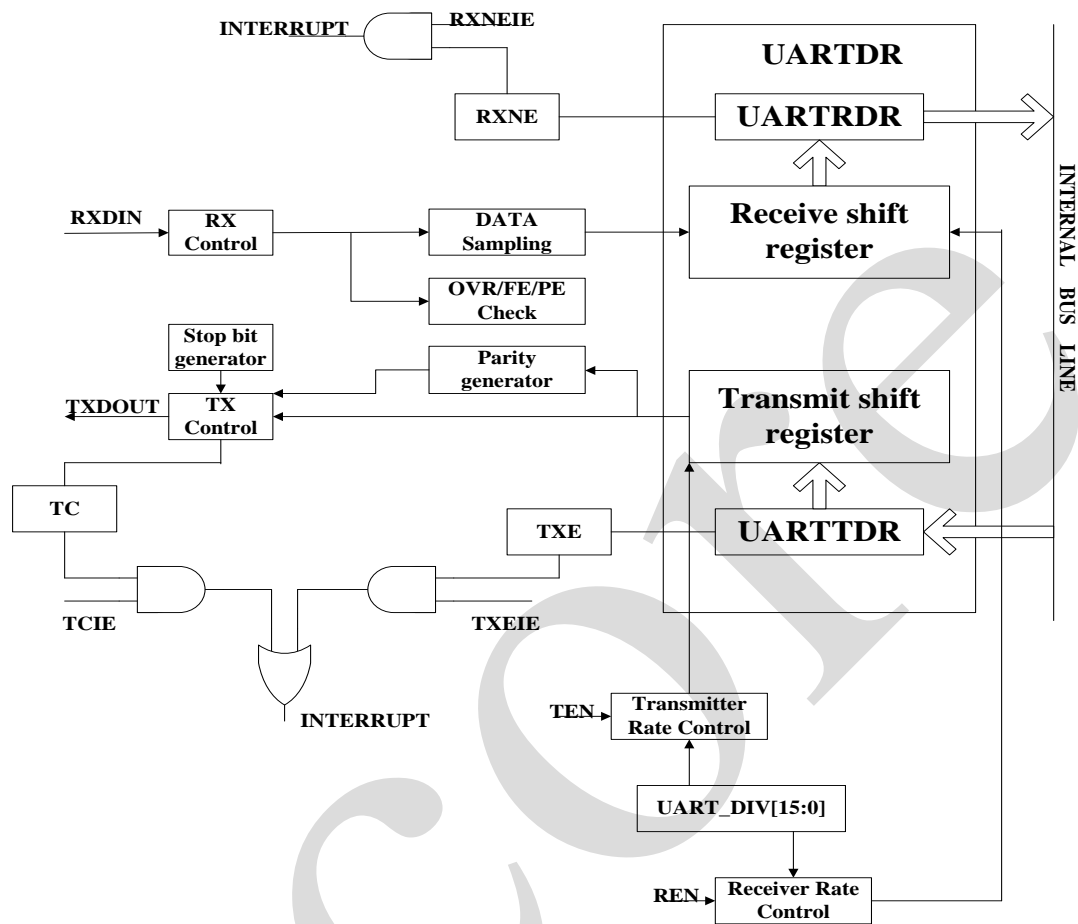 INTERRUPT
RXNEIE
UARTDR
RXNE
UARTRDR
RXDIN
RX
Control
DATA
Sampling
Receive shift
register
OVR/FE/PE
Check
INTERNAL BUS LINE
Stop bit
generator
Parity
generator
TXDOUT
TX
Control
Transmit shift
register
TC
TXE
UARTTDR
TCIE
TXEIE
INTERRUPT
TEN
Transmitter
Rate Control
UART_DIV[15:0]
REN
Receiver Rate
Control
core